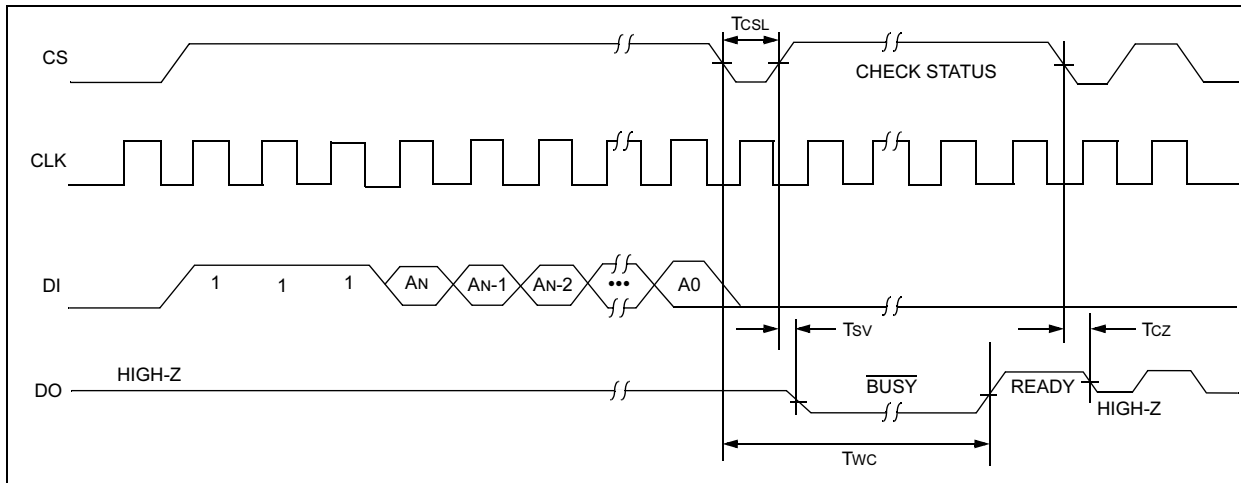 TCSL
CS
CHECK STATUS
CLK
DI
1 1 1 AN AN-1 AN-2 ••• A0
TSV
TCZ
DO
HIGH-Z
BUSY
READY
HIGH-Z
TWC